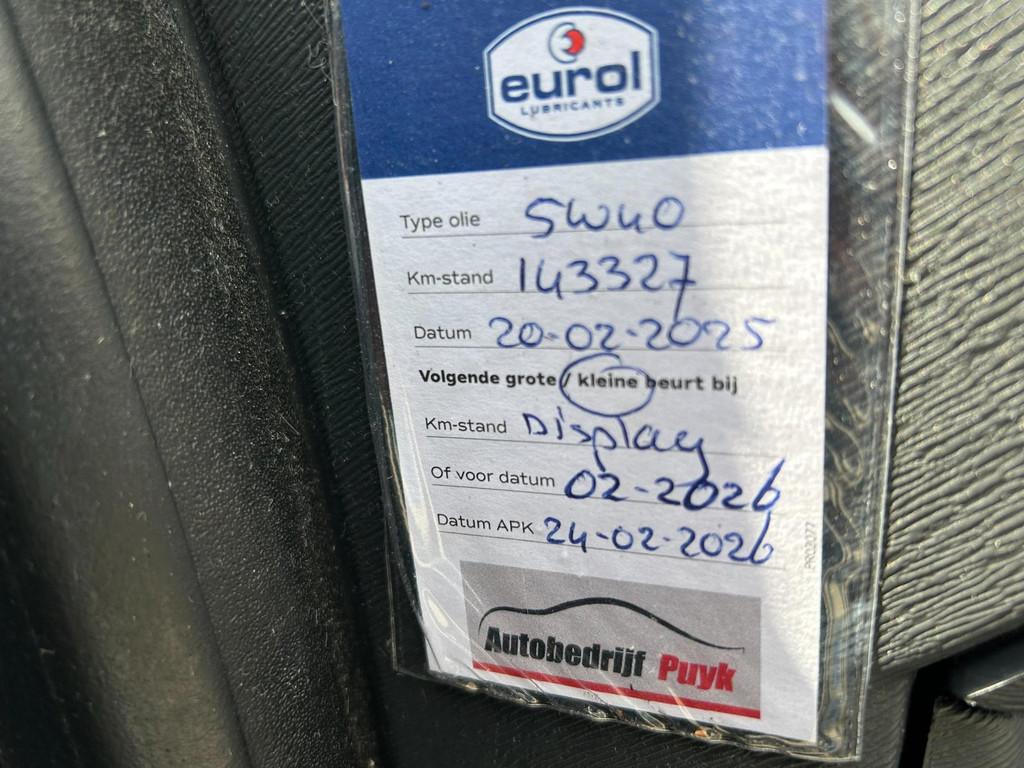 eurol
LUBRICANTS
Type olie 5W40
Km-stand 143327
Datum 20-02-2025
Volgende grote / kleine beurt bij
Km-stand Display
Of voor datum 02-2026
Datum APK 24-02-2026
PR00277
Autobedrijf Puyk